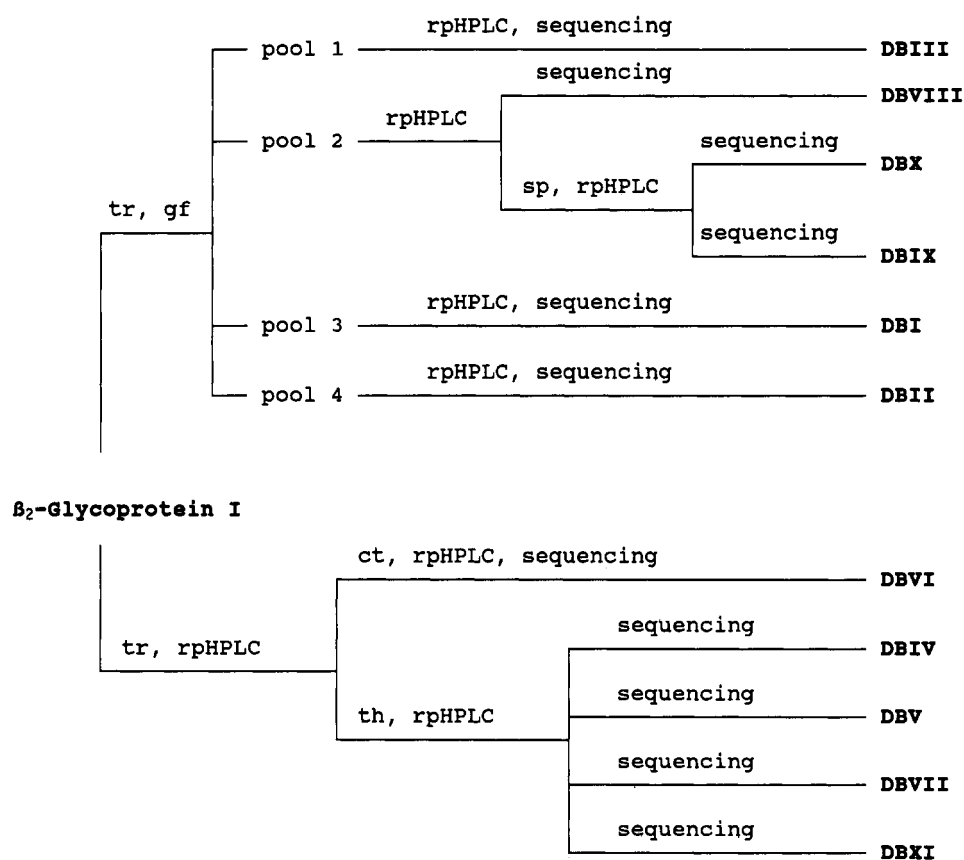 rpHPLC, sequencing
pool 1
DBIII
sequencing
DBVIII
rpHPLC
pool 2
sequencing
DBX
sp, rpHPLC
tr, gf
sequencing
DBIX
rpHPLC, sequencing
pool 3
DBI
rpHPLC, sequencing
pool 4
DBII
ß₂-Glycoprotein I
ct, rpHPLC, sequencing
DBVI
sequencing
tr, rpHPLC
DBIV
sequencing
th, rpHPLC
DBV
sequencing
DBVII
sequencing
DBXI